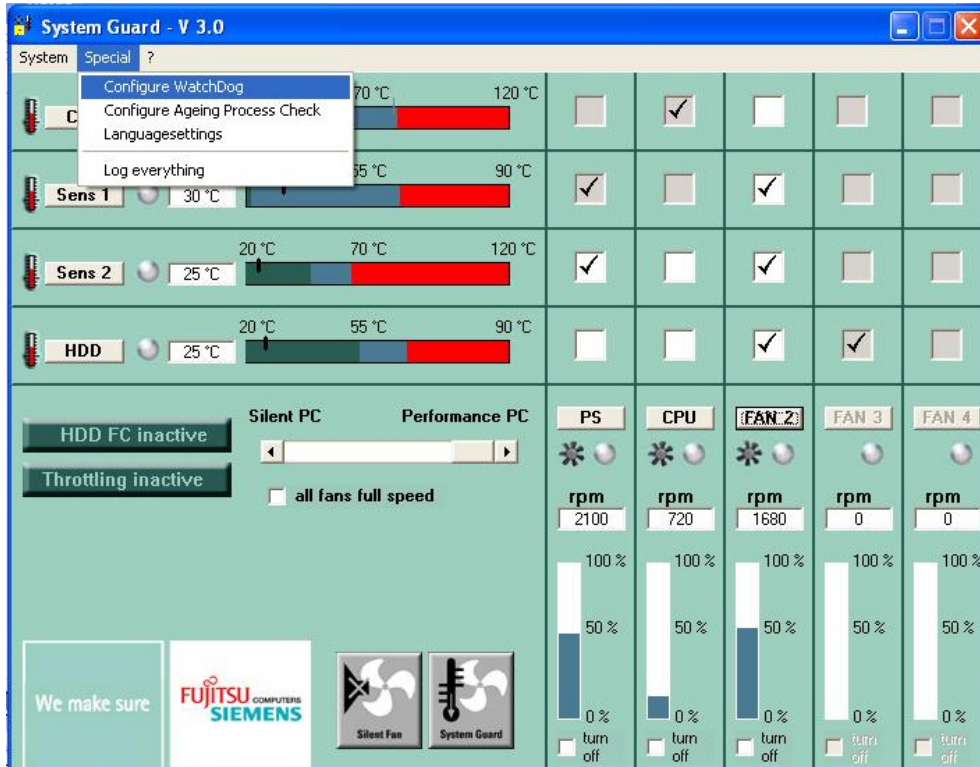 System Guard - V 3.0
System Special ?
Configure WatchDog
Configure Ageing Process Check
Languagesettings
Log everything
C 70 °C 120 °C
55 °C 90 °C
Sens 1 30 °C
20 °C 70 °C 120 °C
Sens 2 25 °C
20 °C 55 °C 90 °C
HDD 25 °C
HDD FC inactive
Throttling inactive
Silent PC Performance PC
all fans full speed
PS CPU FAN 2 FAN 3 FAN 4
rpm rpm rpm rpm rpm
2100 720 1680 0 0
100 % 100 % 100 % 100 % 100 %
50 % 50 % 50 % 50 % 50 %
0 % 0 % 0 % 0 % 0 %
turn off turn off turn off turn off turn off
We make sure
FUJITSU COMPUTERS
SIEMENS
Silent Fan
System Guard